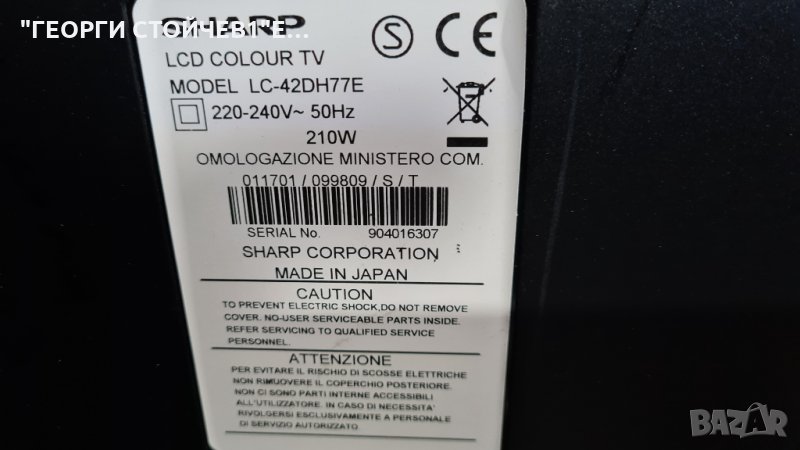 "ГЕОРГИ СТОЙЧЕВ1"Е...
SHARP
LCD COLOUR TV
MODEL LC-42DH77E
220-240V~ 50Hz
210W
S
CE
OMOLOGAZIONE MINISTERO COM.
011701 / 099809 / S / T
SERIAL No. 904016307
SHARP CORPORATION
MADE IN JAPAN
CAUTION
TO PREVENT ELECTRIC SHOCK,DO NOT REMOVE
COVER. NO-USER SERVICEABLE PARTS INSIDE.
REFER SERVICING TO QUALIFIED SERVICE
PERSONNEL.
ATTENZIONE
PER EVITARE IL RISCHIO DI SCOSSE ELETTRICHE
NON RIMUOVERE IL COPERCHIO POSTERIORE.
NON CI SONO PARTI INTERNE ACCESSIBILI
ALL'UTILIZZATORE. IN CASO DI NECESSITA'
RIVOLGERSI ESCLUSIVAMENTE A PERSONALE
DI SERVIZIO AUTORIZZATO.
BAZAR